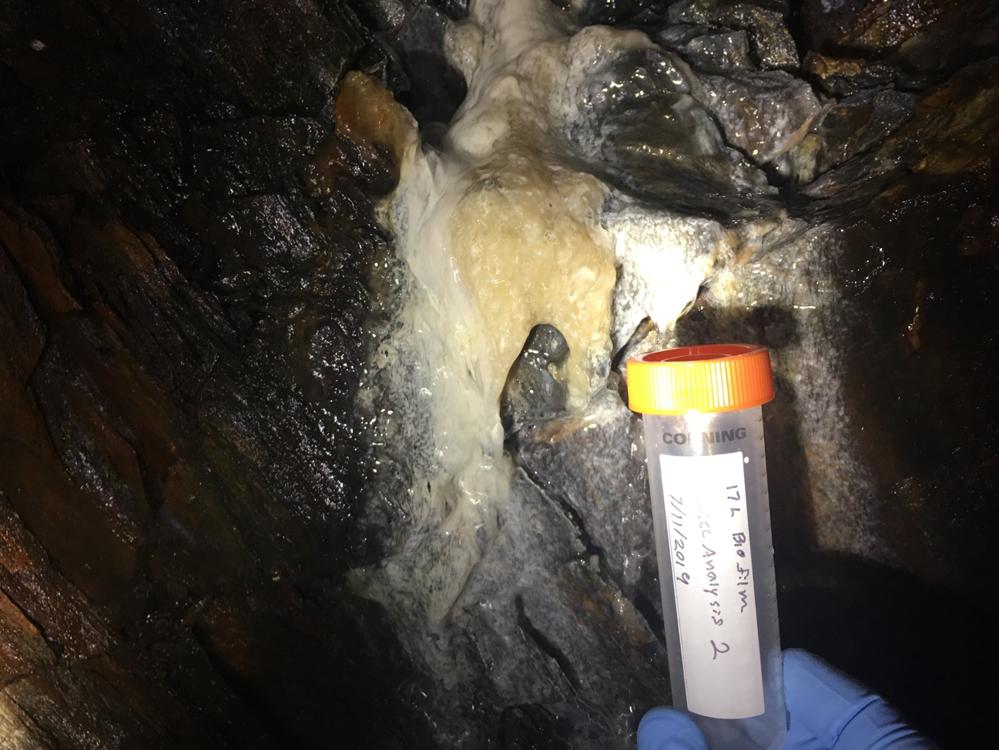 CORNING
17L Biofilm
Analysis 2
7/11/2019